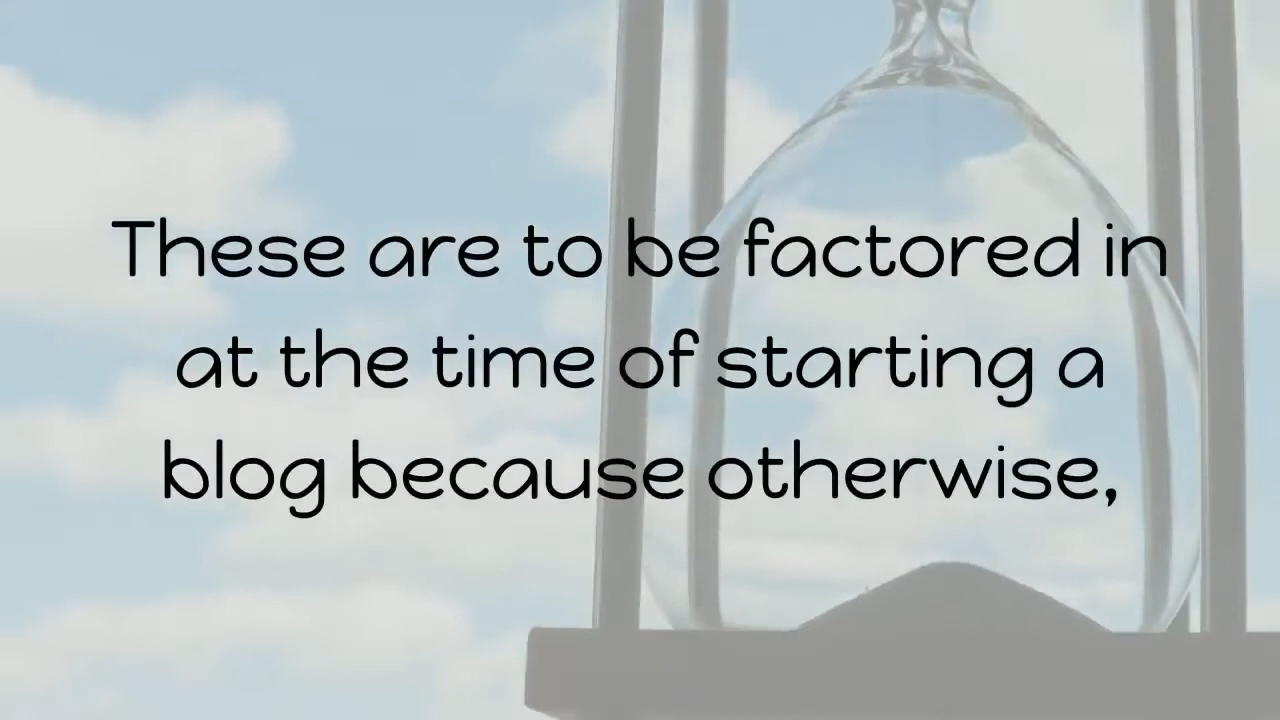 These are to be factored in
at the time of starting a
blog because otherwise,